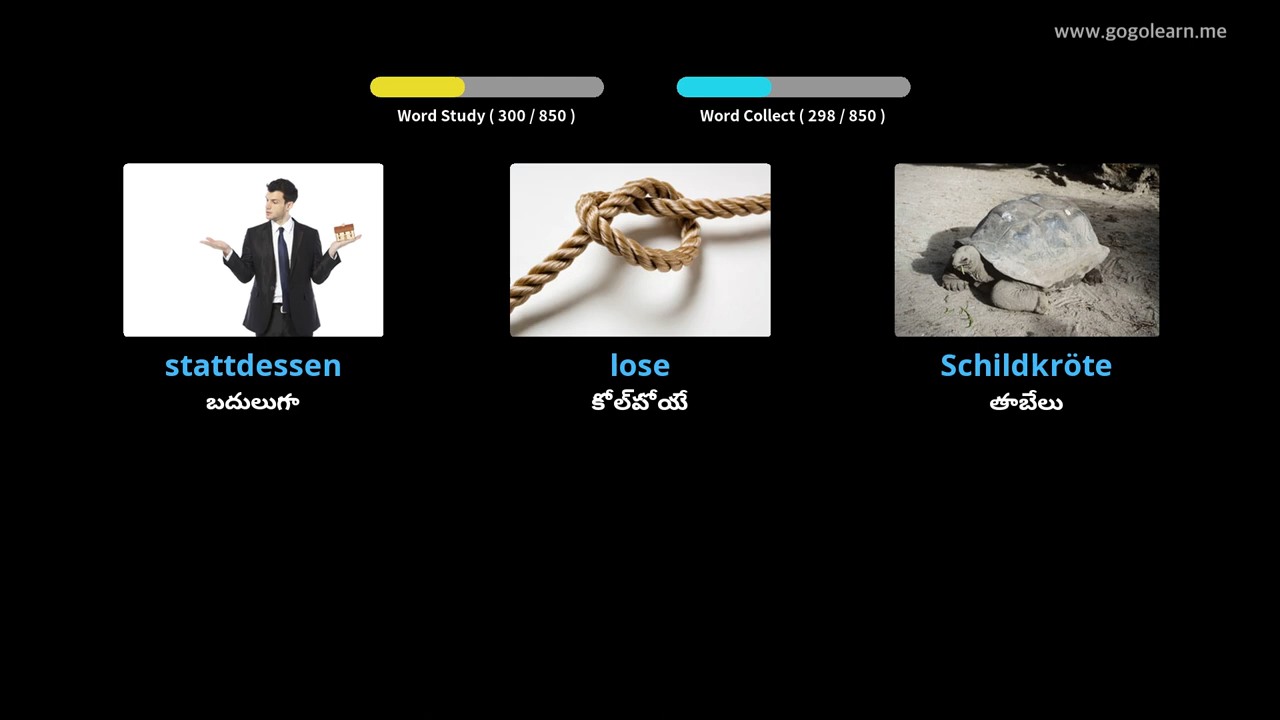 www.gogolearn.me
Word Study ( 300 / 850 )
Word Collect ( 298 / 850 )
stattdessen
బదులుగా
lose
కోల్‌పోయే
Schildkröte
తాబేలు